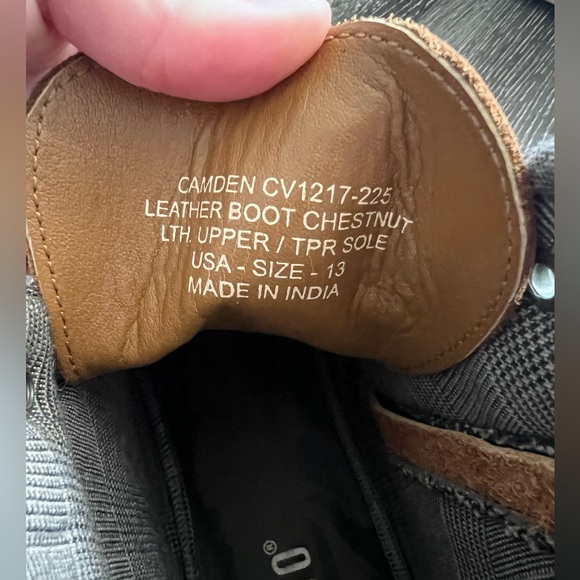 CAMDEN CV1217-225
LEATHER BOOT CHESTNUT
LTH. UPPER / TPR SOLE
USA - SIZE - 13
MADE IN INDIA